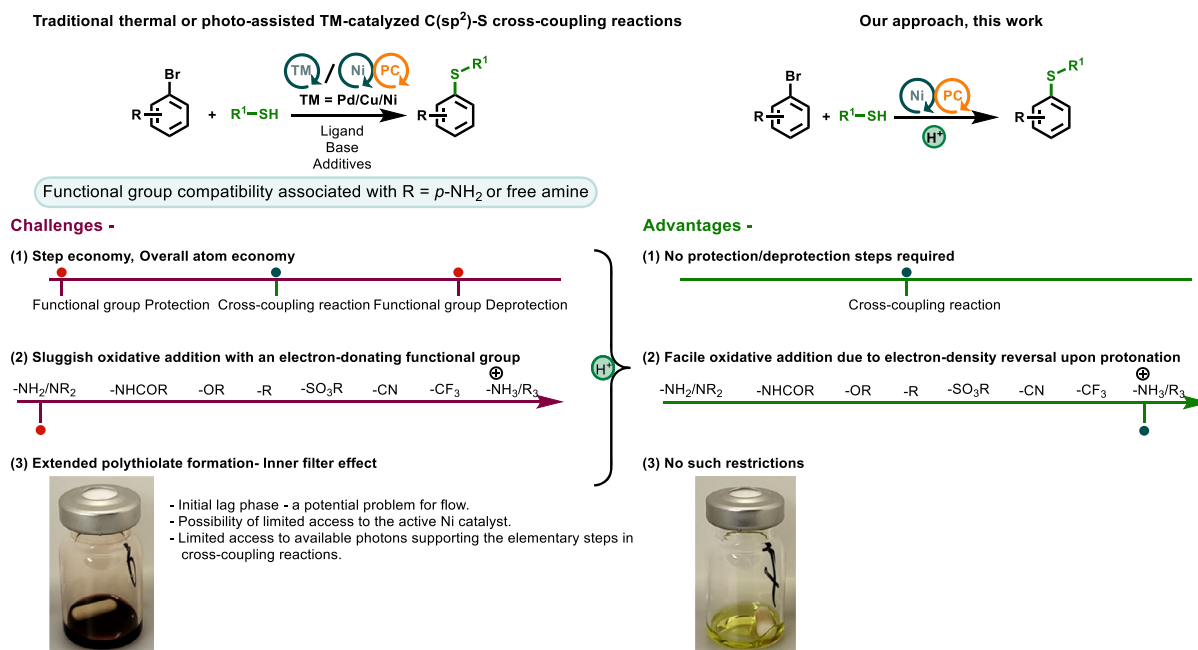 Traditional thermal or photo-assisted TM-catalyzed C(sp²)-S cross-coupling reactions
Br
R
+
R¹–SH
TM / Ni PC
TM = Pd/Cu/Ni
Ligand
Base
Additives
S
R¹
R
Functional group compatibility associated with R = p-NH₂ or free amine
Our approach, this work
Br
R
+
R¹–SH
Ni PC
H⁺
S
R¹
R
Challenges -
(1) Step economy, Overall atom economy
Functional group Protection
Cross-coupling reaction
Functional group Deprotection
(2) Sluggish oxidative addition with an electron-donating functional group
-NH₂/NR₂ -NHCOR -OR -R -SO₃R -CN -CF₃ -NH₃/R₃ ⊕
(3) Extended polythiolate formation- Inner filter effect
- Initial lag phase - a potential problem for flow.
- Possibility of limited access to the active Ni catalyst.
- Limited access to available photons supporting the elementary steps in
cross-coupling reactions.
H⁺
Advantages -
(1) No protection/deprotection steps required
Cross-coupling reaction
(2) Facile oxidative addition due to electron-density reversal upon protonation
-NH₂/NR₂ -NHCOR -OR -R -SO₃R -CN -CF₃ -NH₃/R₃ ⊕
(3) No such restrictions